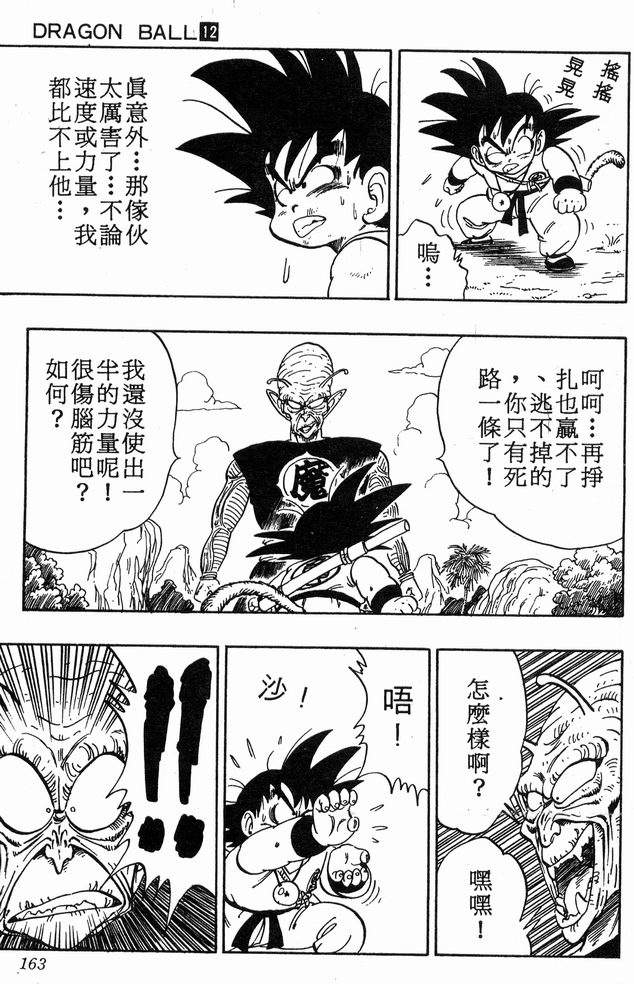 DRAGON BALL 12
搖搖
晃晃
嗚…
眞意外…那傢伙
太厲害了…不論
速度或力量，我
都比不上他…
呵呵…再掙
扎也贏不了
、逃不掉的
，你只有死
路一條了！
魔
我還沒使出一
半的力量呢！
很傷腦筋吧？
如何？
怎麼樣啊？
嘿嘿！
唔！
沙！
!!
163